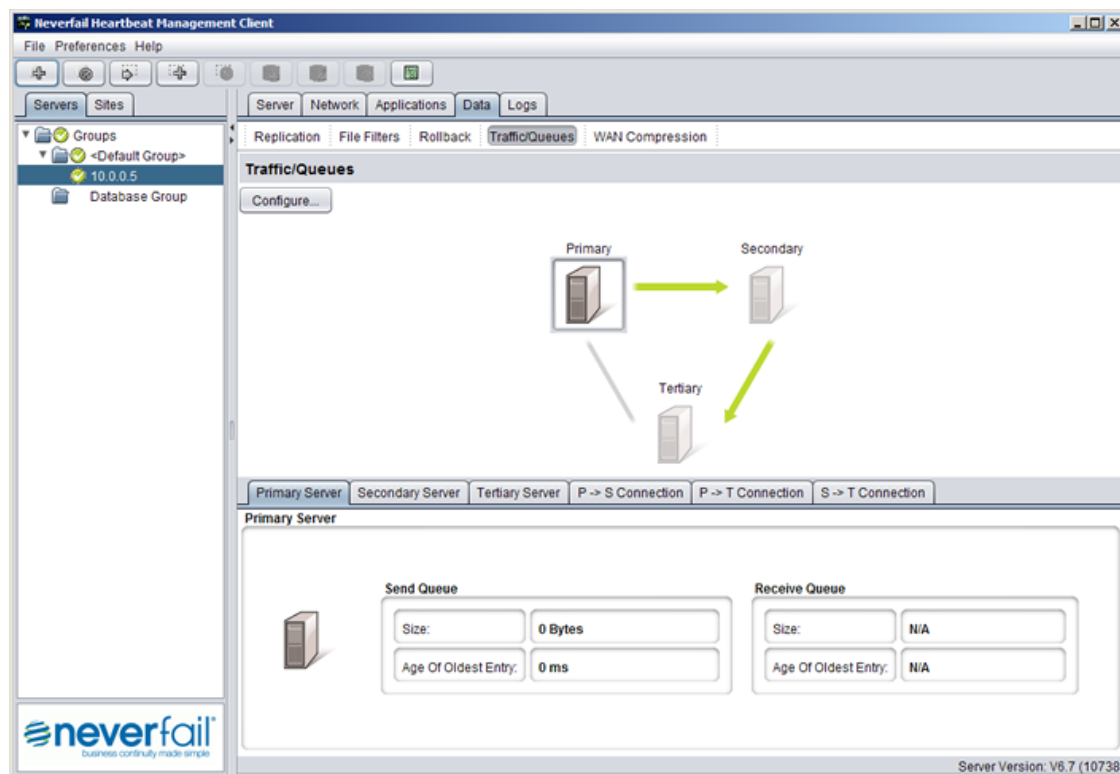 Neverfail Heartbeat Management Client
File Preferences Help
Servers Sites
Server Network Applications Data Logs
Groups
<Default Group>
10.0.0.5
Database Group
Replication File Filters Rollback Traffic/Queues WAN Compression
Traffic/Queues
Configure...
Primary Secondary
Tertiary
Primary Server Secondary Server Tertiary Server P -> S Connection P -> T Connection S -> T Connection
Primary Server
Send Queue Receive Queue
Size: 0 Bytes Size: N/A
Age Of Oldest Entry: 0 ms Age Of Oldest Entry: N/A
neverfail
business continuity made simple
Server Version: V6.7 (10738